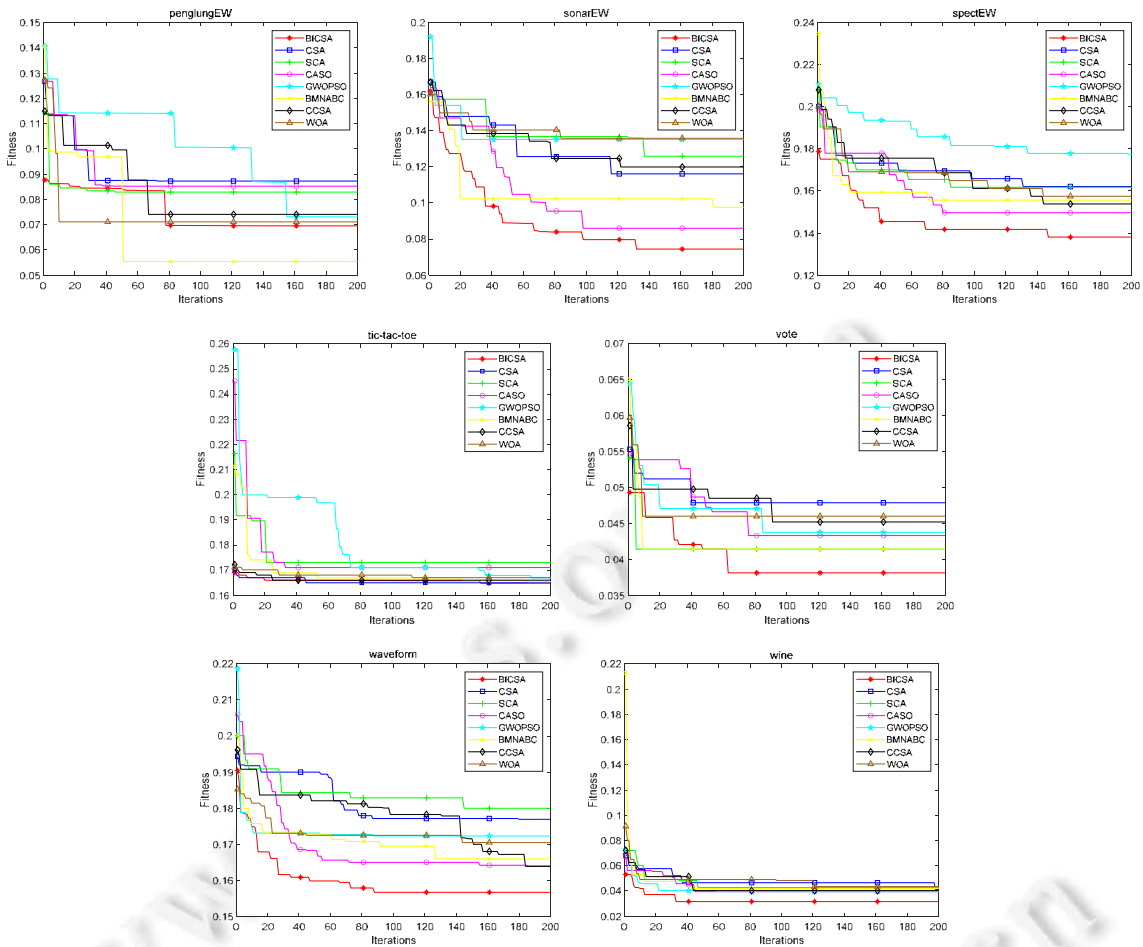 penglungEW
0.15
0.14
0.13
0.12
0.11
0.1
0.09
0.08
0.07
0.06
0.05
Fitness
0 20 40 60 80 100 120 140 160 180 200
Iterations
BICSA
CSA
SCA
CASO
GWOPSO
BMNABC
CCSA
WOA
sonarEW
0.2
0.18
0.16
0.14
0.12
0.1
0.08
0.06
Fitness
0 20 40 60 80 100 120 140 160 180 200
Iterations
BICSA
CSA
SCA
CASO
GWOPSO
BMNABC
CCSA
WOA
spectEW
0.24
0.22
0.2
0.18
0.16
0.14
0.12
Fitness
0 20 40 60 80 100 120 140 160 180 200
Iterations
BICSA
CSA
SCA
CASO
GWOPSO
BMNABC
CCSA
WOA
tic-tac-toe
0.26
0.25
0.24
0.23
0.22
0.21
0.2
0.19
0.18
0.17
0.16
Fitness
0 20 40 60 80 100 120 140 160 180 200
Iterations
BICSA
CSA
SCA
CASO
GWOPSO
BMNABC
CCSA
WOA
vote
0.07
0.065
0.06
0.055
0.05
0.045
0.04
0.035
Fitness
0 20 40 60 80 100 120 140 160 180 200
Iterations
BICSA
CSA
SCA
CASO
GWOPSO
BMNABC
CCSA
WOA
waveform
0.22
0.21
0.2
0.19
0.18
0.17
0.16
0.15
Fitness
0 20 40 60 80 100 120 140 160 180 200
Iterations
BICSA
CSA
SCA
CASO
GWOPSO
BMNABC
CCSA
WOA
wine
0.22
0.2
0.18
0.16
0.14
0.12
0.1
0.08
0.06
0.04
0.02
Fitness
0 20 40 60 80 100 120 140 160 180 200
Iterations
BICSA
CSA
SCA
CASO
GWOPSO
BMNABC
CCSA
WOA